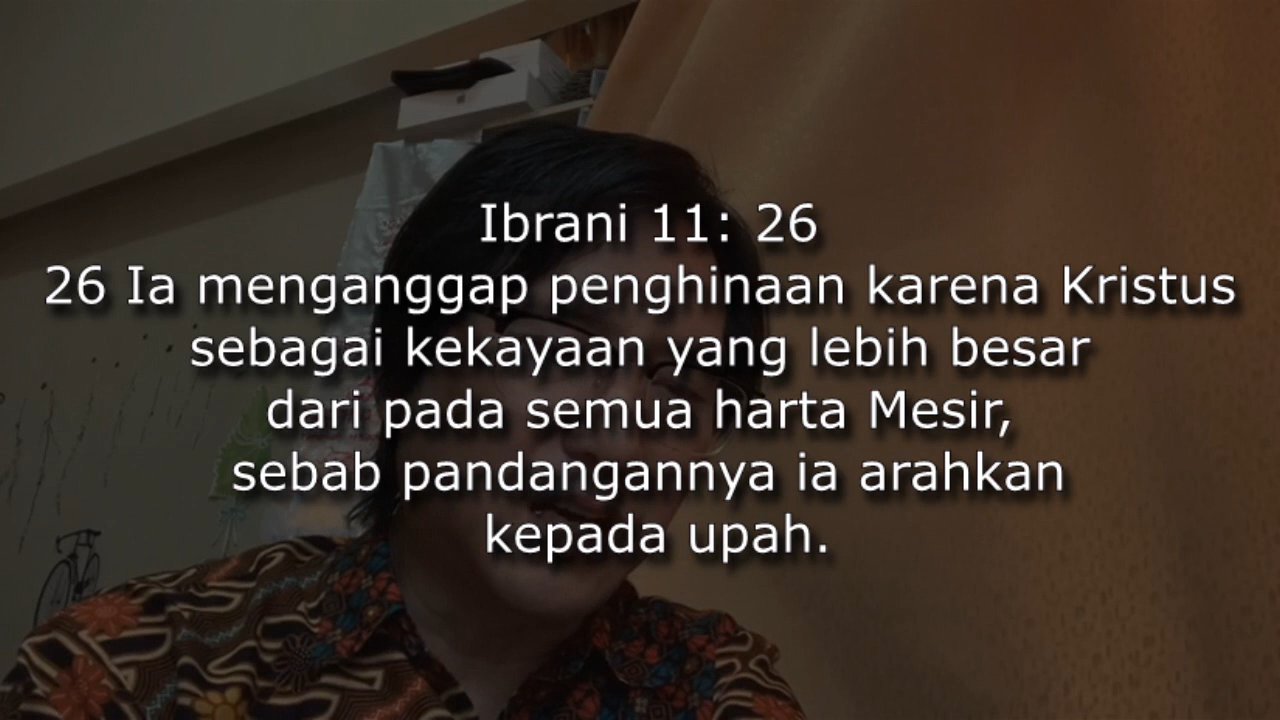 Ibrani 11: 26
26 Ia menganggap penghinaan karena Kristus
sebagai kekayaan yang lebih besar
dari pada semua harta Mesir,
sebab pandangannya ia arahkan
kepada upah.